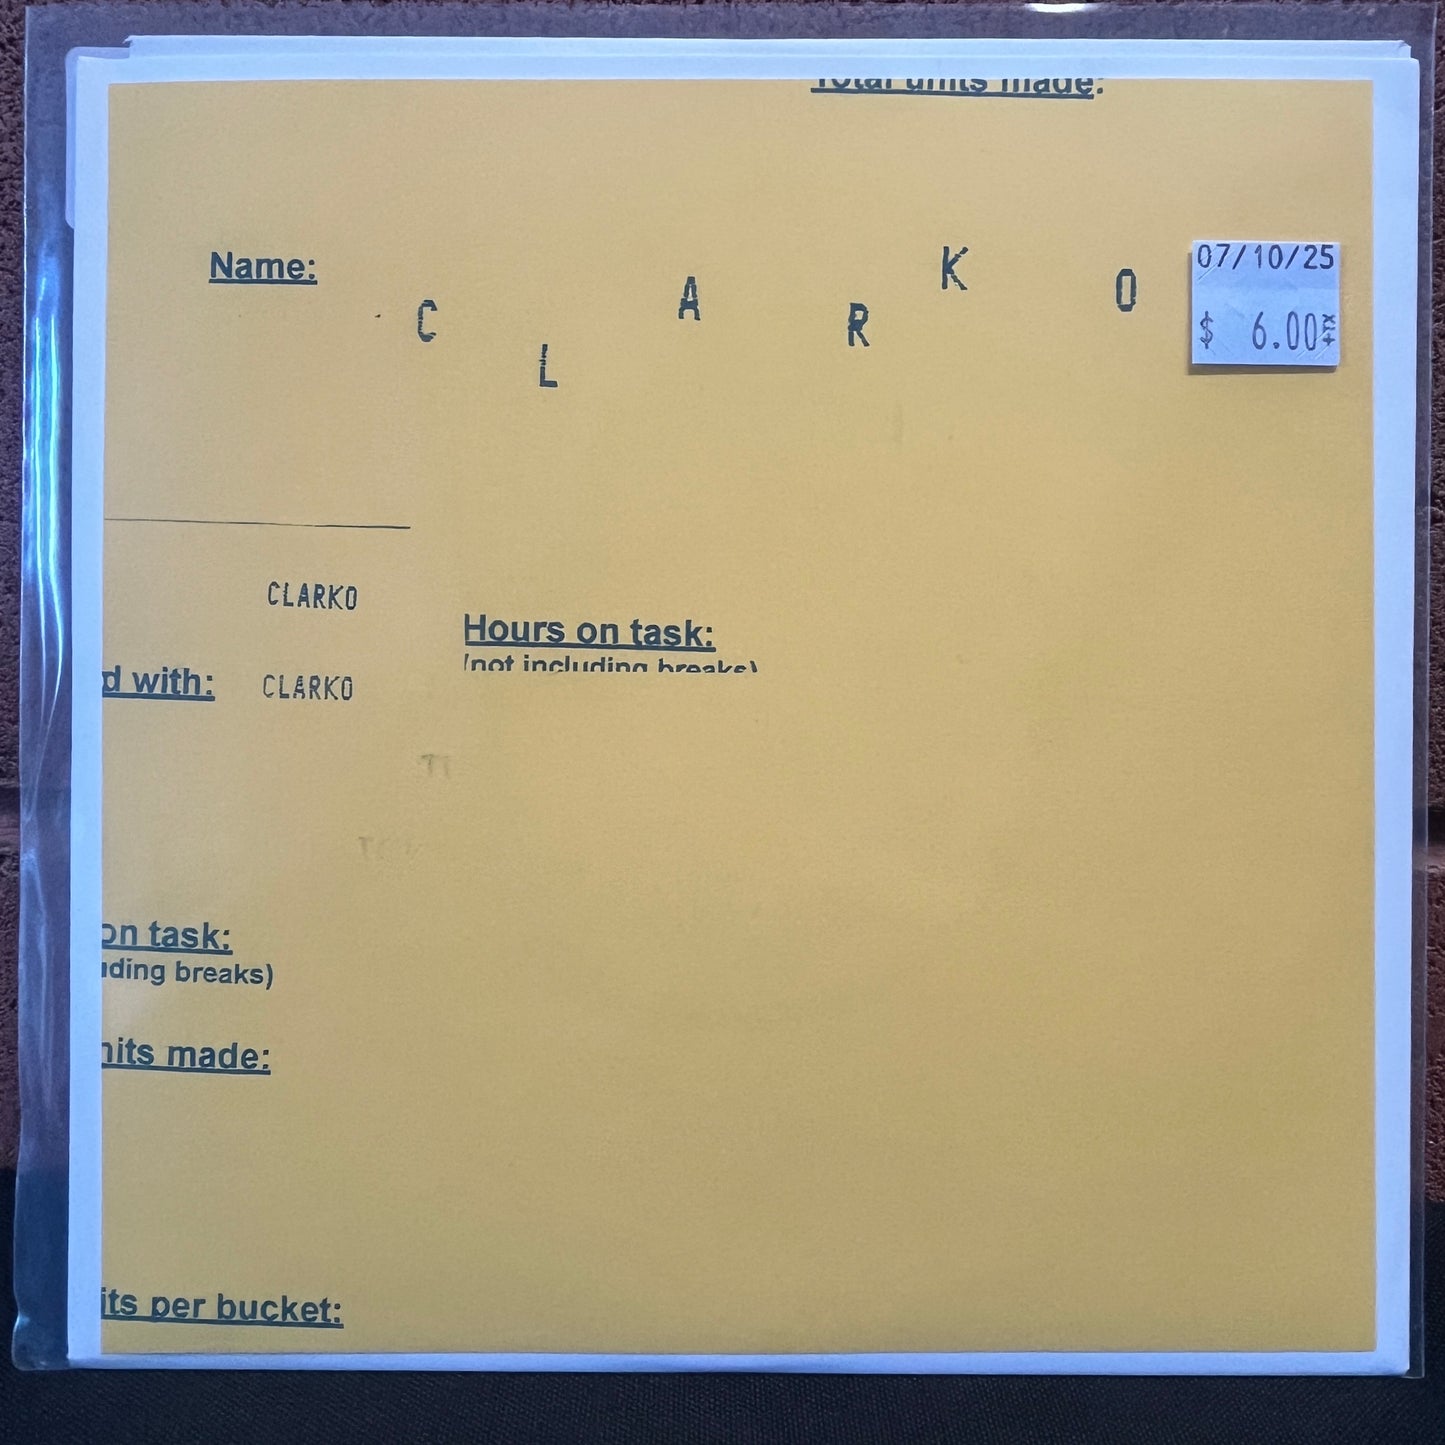 Total units made:
Name: C L A R K O
07/10/25
$ 6.00 +TX
CLARKO
Hours on task:
(not including breaks)
d with: CLARKO
on task:
uding breaks)
nits made:
its per bucket: